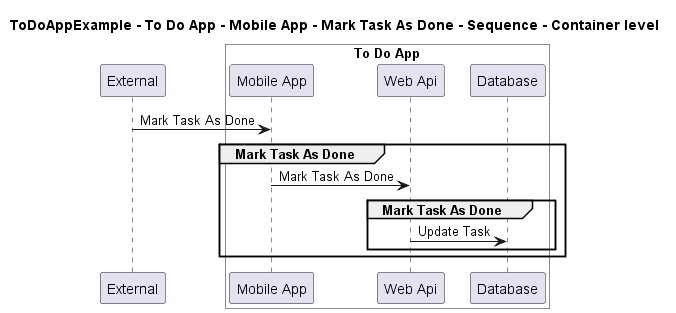 ToDoAppExample - To Do App - Mobile App - Mark Task As Done - Sequence - Container level
To Do App
External
Mobile App
Web Api
Database
Mark Task As Done
Mark Task As Done
Mark Task As Done
Mark Task As Done
Update Task
External
Mobile App
Web Api
Database